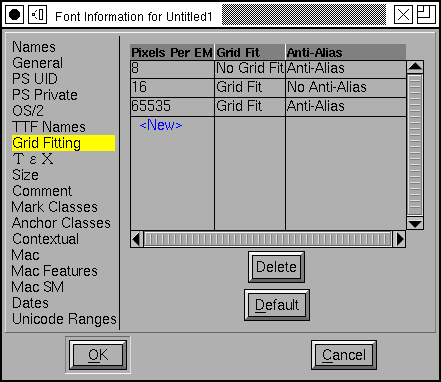 Font Information for Untitled1
Names
General
PS UID
PS Private
OS/2
TTF Names
Grid Fitting
Τ ε Χ
Size
Comment
Mark Classes
Anchor Classes
Contextual
Mac
Mac Features
Mac SM
Dates
Unicode Ranges
Pixels Per EM Grid Fit Anti-Alias
8 No Grid Fit Anti-Alias
16 Grid Fit No Anti-Alias
65535 Grid Fit Anti-Alias
<New>
Delete
Default
OK Cancel